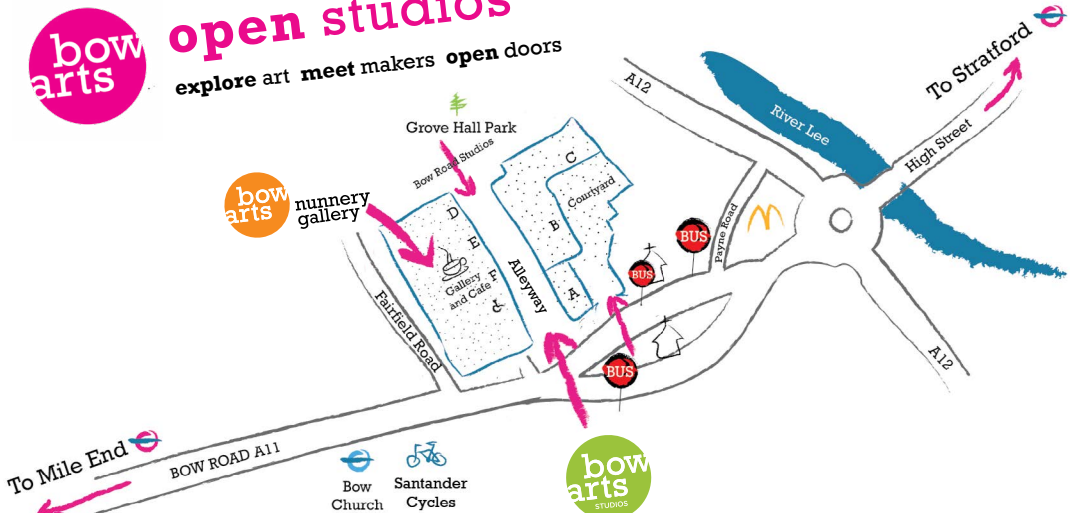 bow
arts
open studios
explore art meet makers open doors
Grove Hall Park
Bow Road Studios
A12
River Lee
To Stratford
High Street
bow
arts
nunnery
gallery
D
E
F
Gallery
and Cafe
Alleyway
C
Courtyard
B
A
BUS
BUS
BUS
Payne Road
Fairfield Road
A12
To Mile End
BOW ROAD A11
Bow
Church
Santander
Cycles
bow
arts
STUDIOS